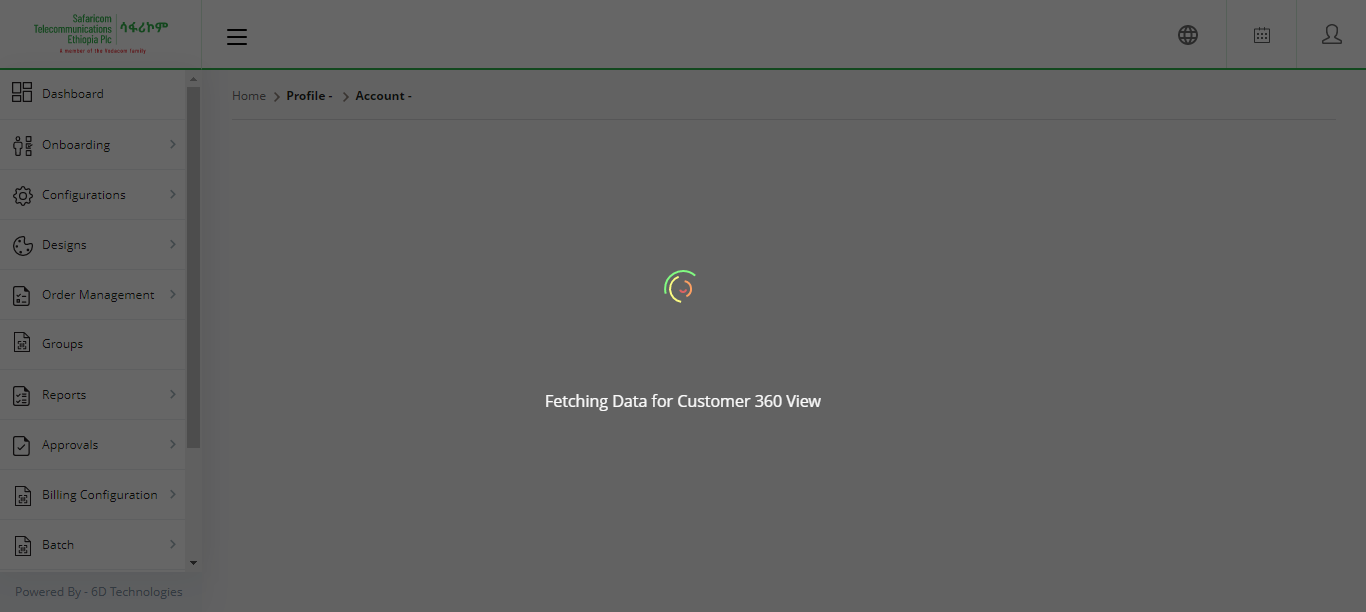 Safaricom
Telecommunications
Ethiopia Plc
ሳፋሪኮም
A member of the Vodacom family
Dashboard
Onboarding
Configurations
Designs
Order Management
Groups
Reports
Approvals
Billing Configuration
Batch
Powered By - 6D Technologies
Home > Profile - > Account -
Fetching Data for Customer 360 View